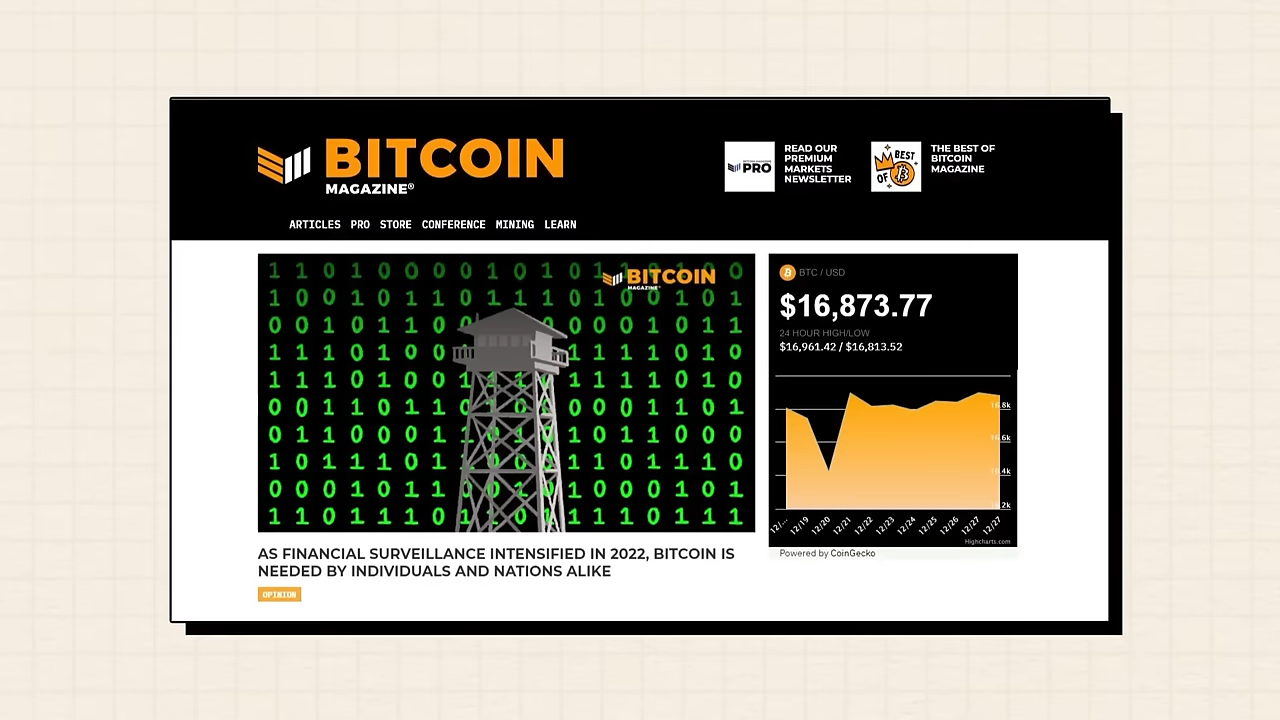 BITCOIN
MAGAZINE®
PRO
READ OUR
PREMIUM
MARKETS
NEWSLETTER
BEST
OF
THE BEST OF
BITCOIN
MAGAZINE
ARTICLES PRO STORE CONFERENCE MINING LEARN
BITCOIN
MAGAZINE
AS FINANCIAL SURVEILLANCE INTENSIFIED IN 2022, BITCOIN IS
NEEDED BY INDIVIDUALS AND NATIONS ALIKE
OPINION
BTC / USD
$16,873.77
24 HOUR HIGH/LOW
$16,961.42 / $16,813.52
12/19 12/20 12/21 12/22 12/23 12/24 12/25 12/26 12/27 12/27
Highcharts.com
Powered by CoinGecko